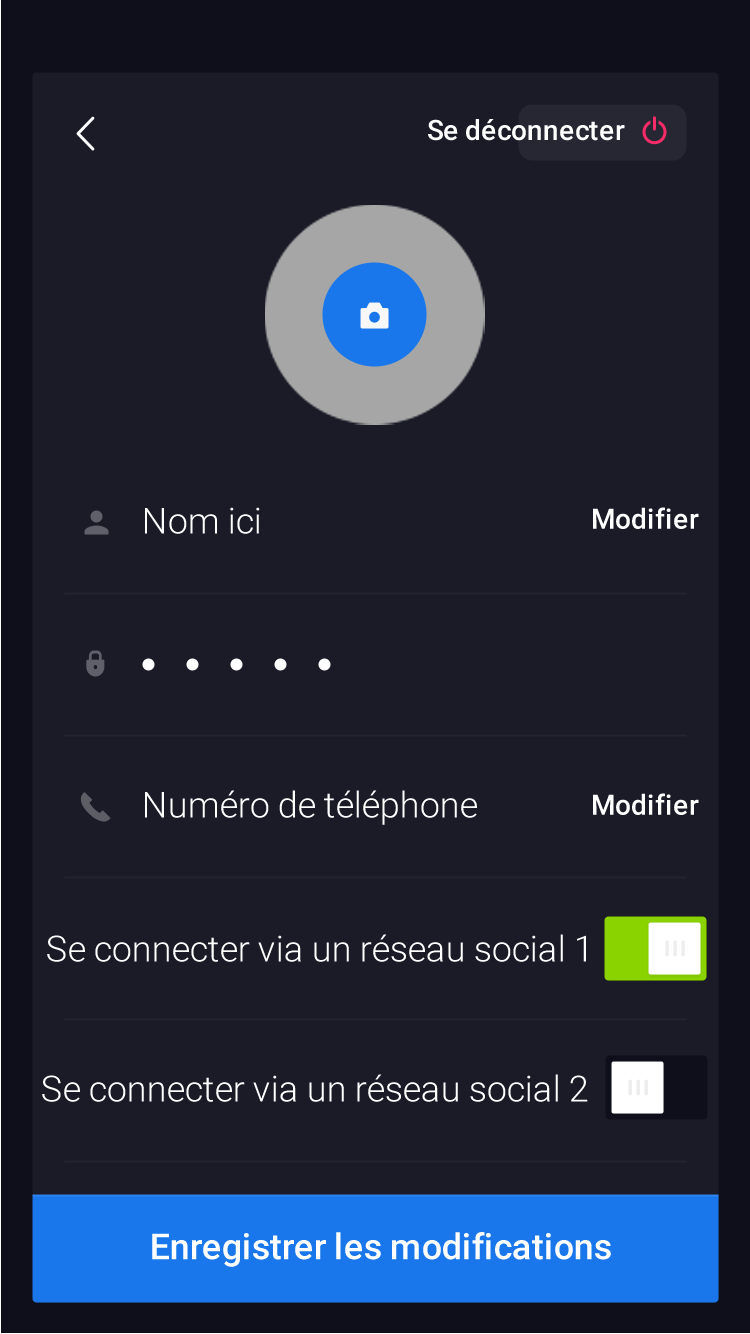 Se déconnecter
Nom ici
Modifier
Numéro de téléphone
Modifier
Se connecter via un réseau social 1
Se connecter via un réseau social 2
Enregistrer les modifications